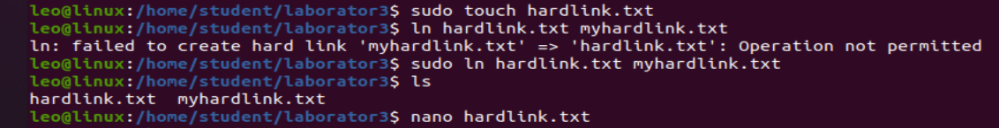 leo@linux:/home/student/laborator3$ sudo touch hardlink.txt
leo@linux:/home/student/laborator3$ ln hardlink.txt myhardlink.txt
ln: failed to create hard link 'myhardlink.txt' => 'hardlink.txt': Operation not permitted
leo@linux:/home/student/laborator3$ sudo ln hardlink.txt myhardlink.txt
leo@linux:/home/student/laborator3$ ls
hardlink.txt  myhardlink.txt
leo@linux:/home/student/laborator3$ nano hardlink.txt